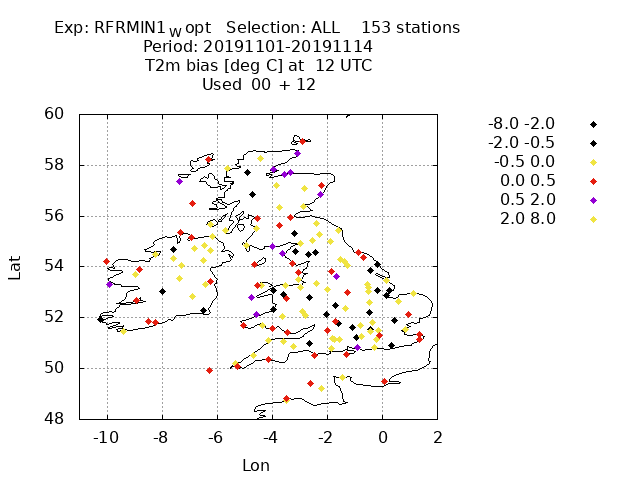 Exp: RFRMIN1 W opt Selection: ALL 153 stations
Period: 20191101-20191114
T2m bias [deg C] at 12 UTC
Used 00 + 12
-8.0 -2.0
-2.0 -0.5
-0.5 0.0
0.0 0.5
0.5 2.0
2.0 8.0
60
58
56
54
52
50
48
Lat
-10 -8 -6 -4 -2 0 2
Lon